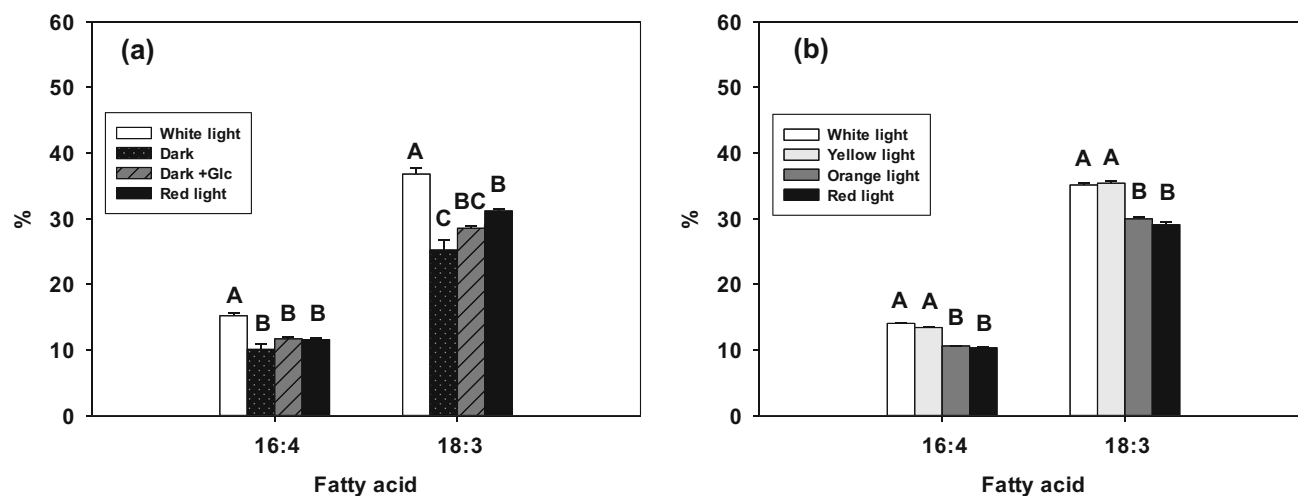 (a)
60
50
40
30
20
10
0
%
White light
Dark
Dark +Glc
Red light
A
B
B
B
A
C
BC
B
16:4
18:3
Fatty acid
(b)
60
50
40
30
20
10
0
%
White light
Yellow light
Orange light
Red light
A
A
B
B
A
A
B
B
16:4
18:3
Fatty acid